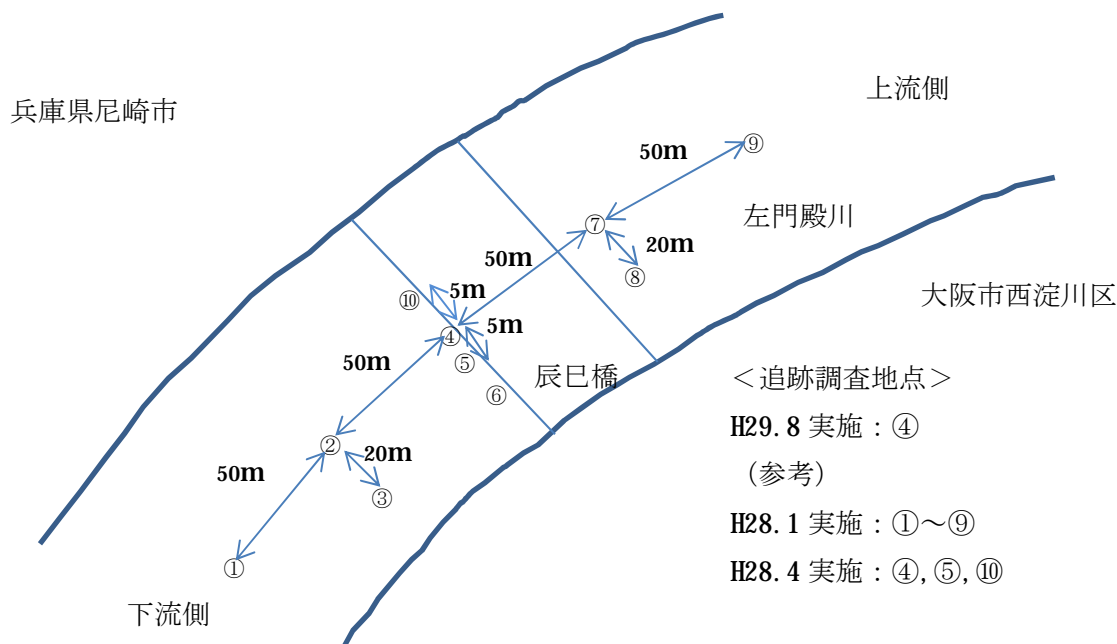 兵庫県尼崎市
上流側
⑨
50m
左門殿川
⑦
20m
50m
⑧
大阪市西淀川区
⑩
5m
④
5m
⑤
50m
辰巳橋
⑥
②
20m
50m
③
①
下流側
＜追跡調査地点＞
H29.8 実施：④
（参考）
H28.1 実施：①～⑨
H28.4 実施：④,⑤,⑩